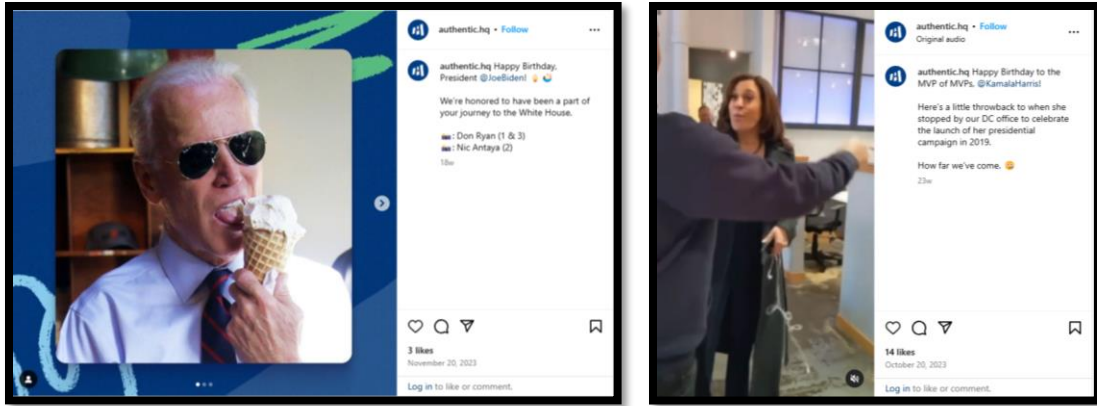 authentic.hq • Follow
authentic.hq Happy Birthday,
President @JoeBiden!
We're honored to have been a part of
your journey to the White House.
: Don Ryan (1 & 3)
: Nic Antaya (2)
18w
3 likes
November 20, 2023
Log in to like or comment.
authentic.hq • Follow
Original audio
authentic.hq Happy Birthday to the
MVP of MVPs, @KamalaHarris!
Here's a little throwback to when she
stopped by our DC office to celebrate
the launch of her presidential
campaign in 2019.
How far we've come.
23w
14 likes
October 20, 2023
Log in to like or comment.